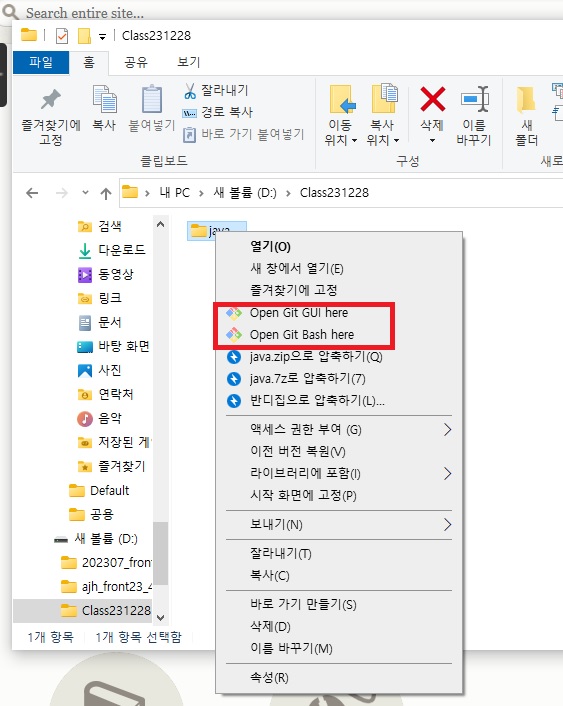 Search entire site...
Class231228
파일 홈 공유 보기
즐겨찾기에 고정
복사
붙여넣기
잘라내기
경로 복사
바로 가기 붙여넣기
클립보드
이동 위치
복사 위치
삭제
이름 바꾸기
구성
새 폴더
새로
내 PC > 새 볼륨 (D:) > Class231228
검색
다운로드
동영상
링크
문서
바탕 화면
사진
연락처
음악
저장된 게
즐겨찾기
Default
공용
새 볼륨 (D:)
202307_front
ajh_front23_4
Class231228
java
열기(O)
새 창에서 열기(E)
즐겨찾기에 고정
Open Git GUI here
Open Git Bash here
java.zip으로 압축하기(Q)
java.7z로 압축하기(7)
반디집으로 압축하기(L)...
액세스 권한 부여 (G)
이전 버전 복원(V)
라이브러리에 포함(I)
시작 화면에 고정(P)
보내기(N)
잘라내기(T)
복사(C)
바로 가기 만들기(S)
삭제(D)
이름 바꾸기(M)
속성(R)
1개 항목 1개 항목 선택함